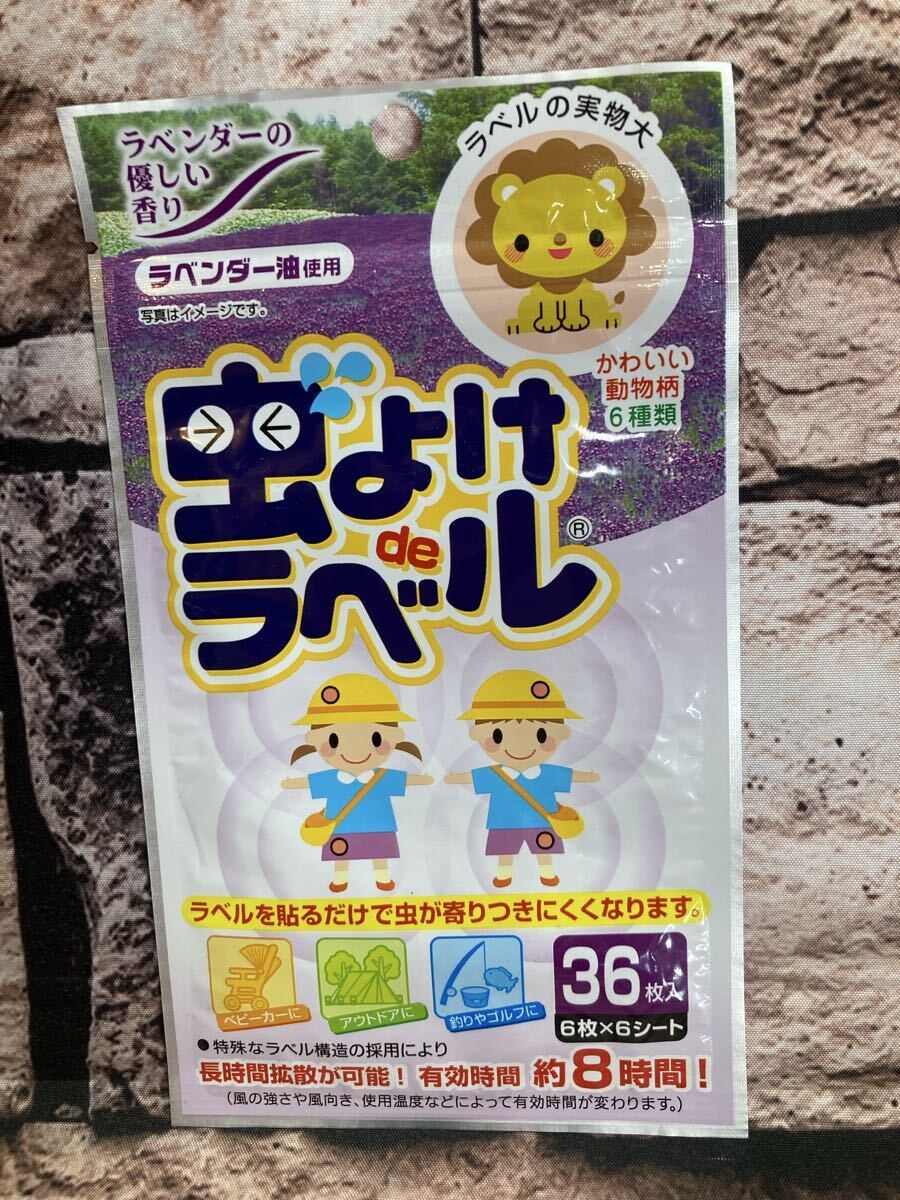 ラベンダーの
優しい
香り
ラベンダー油使用
写真はイメージです。
ラベルの実物大
かわいい
動物柄
6種類
虫よけ
de
ラベル®
ラベルを貼るだけで虫が寄りつきにくくなります。
ベビーカーに
アウトドアに
釣りやゴルフに
36枚入
6枚×6シート
●特殊なラベル構造の採用により
長時間拡散が可能！有効時間 約8時間！
(風の強さや風向き、使用温度などによって有効時間が変わります。)